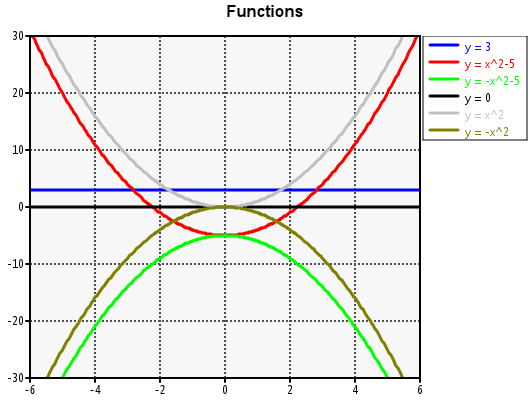 Functions
30
20
10
0
-10
-20
-30
-6
-4
-2
0
2
4
6
y = 3
y = x^2-5
y = -x^2-5
y = 0
y = x^2
y = -x^2